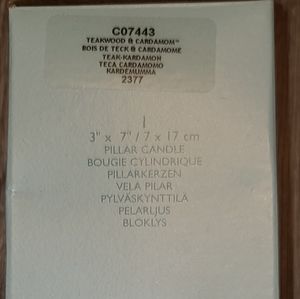 C07443
TEAKWOOD & CARDAMOM™
BOIS DE TECK & CARDAMOME
TEAK-KARDAMON
TECA CARDAMOMO
KARDEMUMMA
2377
3" x 7" / 7 x 17 cm
PILLAR CANDLE
BOUGIE CYLINDRIQUE
PILLARKERZEN
VELA PILAR
PYLVÄSKYNTTILÄ
PELARLJUS
BLOKLYS